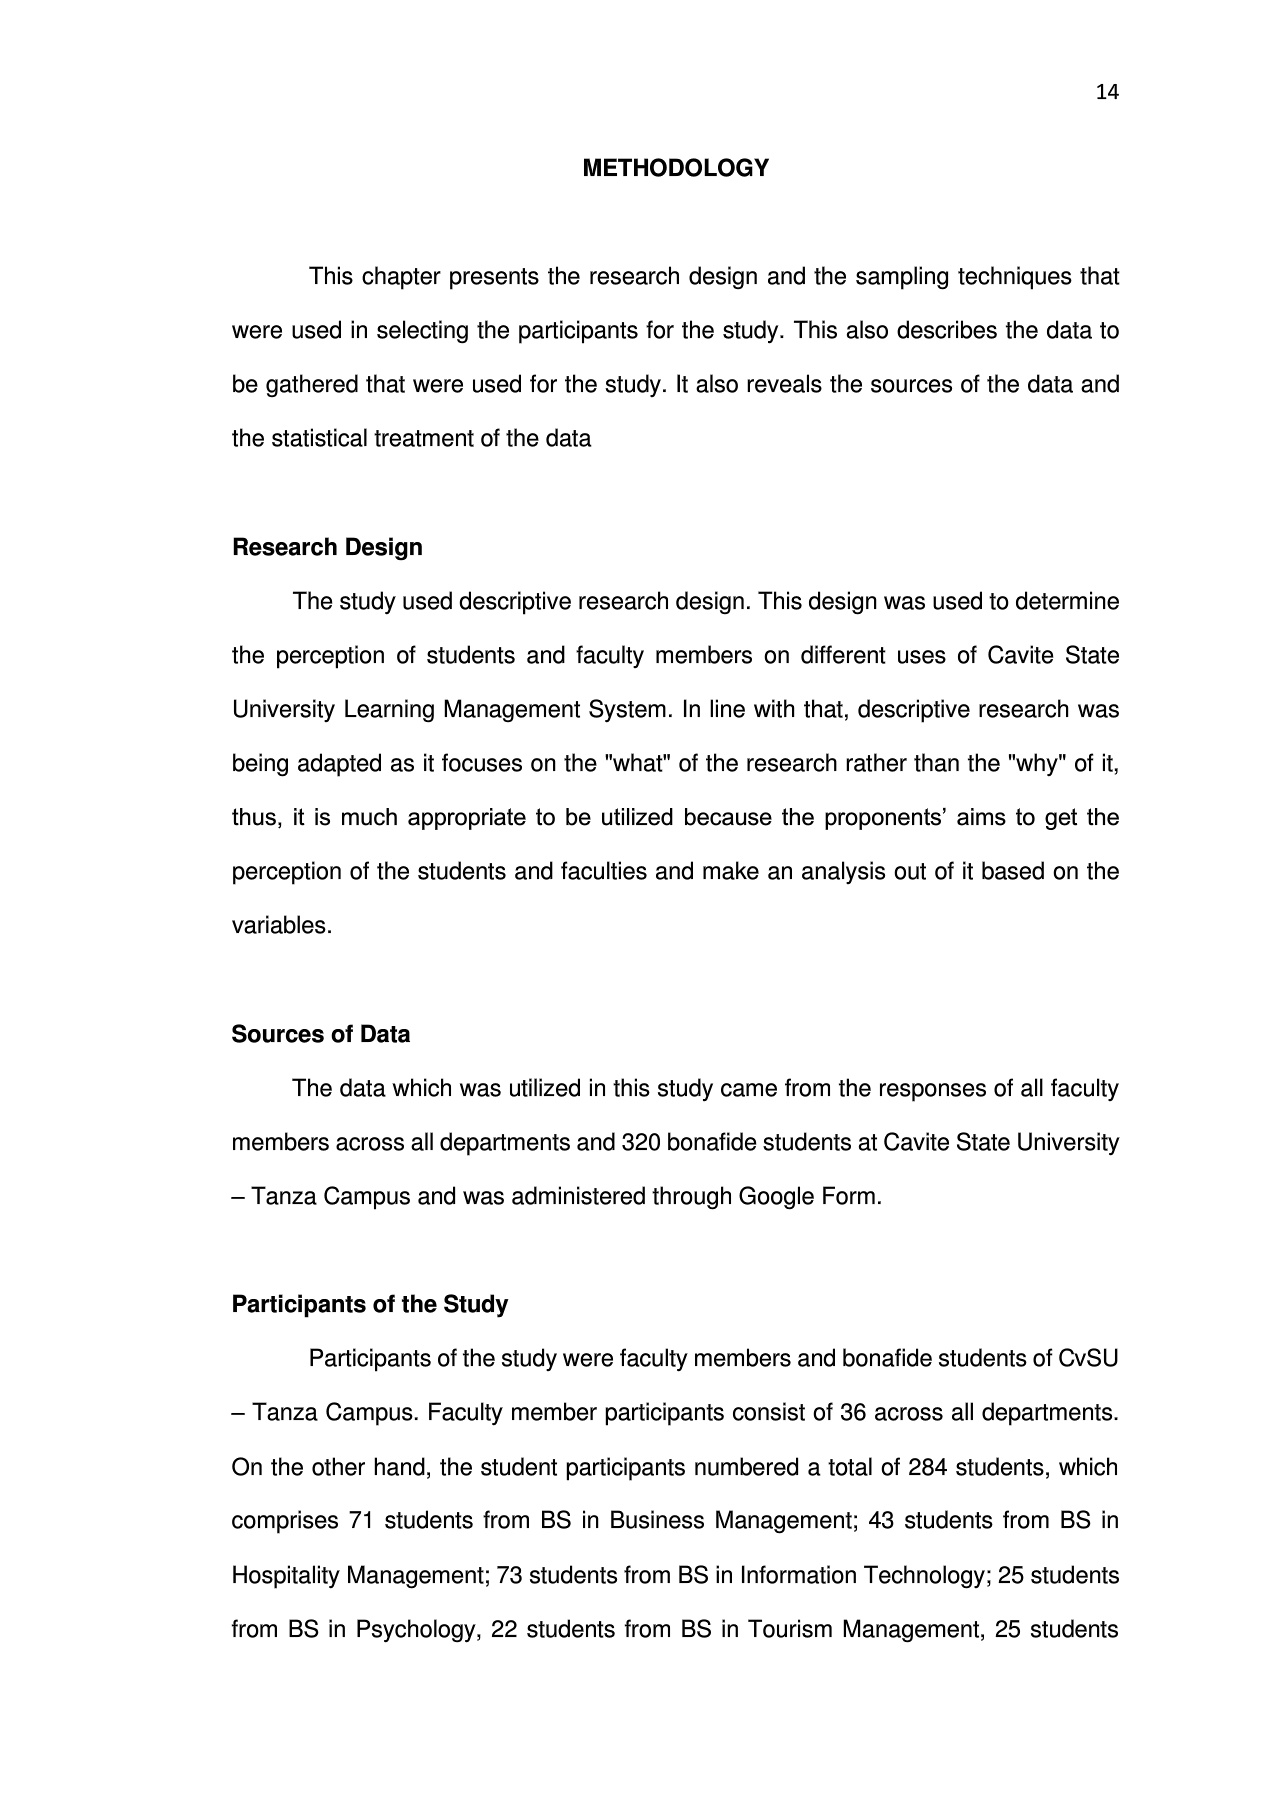 14
METHODOLOGY
This chapter presents the research design and the sampling techniques that
were used in selecting the participants for the study. This also describes the data to
be gathered that were used for the study. It also reveals the sources of the data and
the statistical treatment of the data
Research Design
The study used descriptive research design. This design was used to determine
the perception of students and faculty members on different uses of Cavite State
University Learning Management System. In line with that, descriptive research was
being adapted as it focuses on the "what" of the research rather than the "why" of it,
thus, it is much appropriate to be utilized because the proponents’ aims to get the
perception of the students and faculties and make an analysis out of it based on the
variables.
Sources of Data
The data which was utilized in this study came from the responses of all faculty
members across all departments and 320 bonafide students at Cavite State University
– Tanza Campus and was administered through Google Form.
Participants of the Study
Participants of the study were faculty members and bonafide students of CvSU
– Tanza Campus. Faculty member participants consist of 36 across all departments.
On the other hand, the student participants numbered a total of 284 students, which
comprises 71 students from BS in Business Management; 43 students from BS in
Hospitality Management; 73 students from BS in Information Technology; 25 students
from BS in Psychology, 22 students from BS in Tourism Management, 25 students